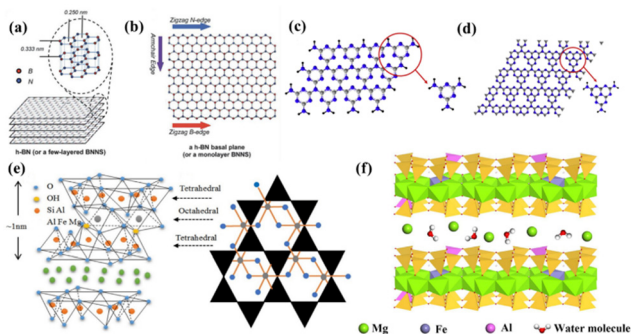 (a)
0.250 nm
0.333 nm
B
N
h-BN (or a few-layered BNNS)
(b)
Zigzag N-edge
Armchair Edge
Zigzag B-edge
a h-BN basal plane
(or a monolayer BNNS)
(c)
(d)
(e)
~1nm
O
OH
Si Al
Al Fe Mg
Tetrahedral
Octahedral
Tetrahedral
(f)
Mg
Fe
Al
Water molecule